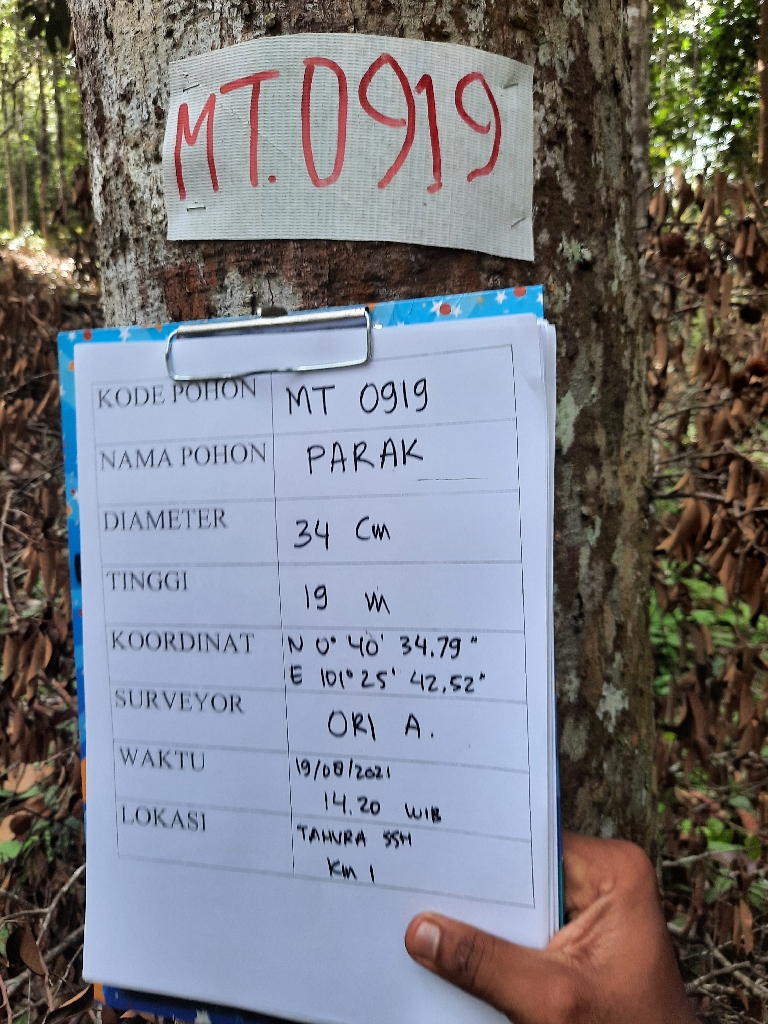 MT.0919
KODE POHON MT 0919
NAMA POHON PARAK
DIAMETER 34 Cm
TINGGI 19 m
KOORDINAT N 0° 40' 34.79"
E 101° 25' 42.52"
SURVEYOR ORI A.
WAKTU 19/08/2021
14.20 WIB
LOKASI TAHURA SSH
Km 1